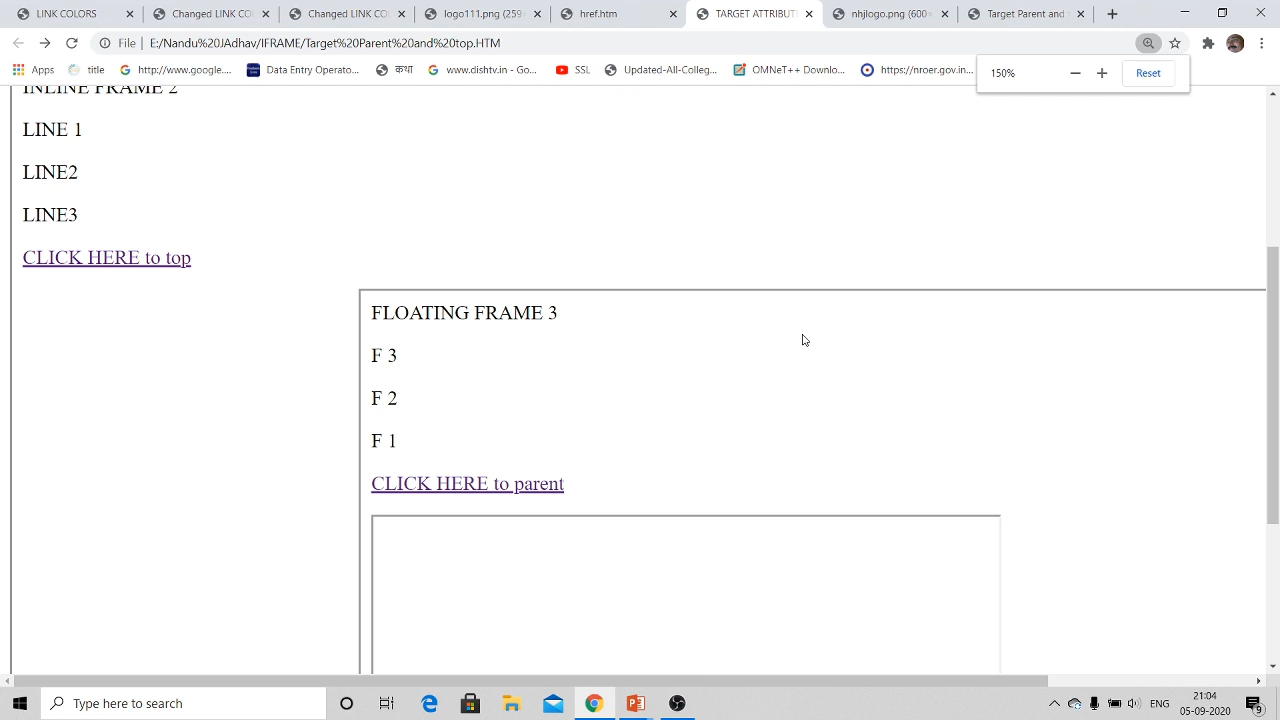 LINK COLORS
Changed LINK CO
Changed LINK CO
logo111.png (259×
href.htm
TARGET ATTRIBUT
nhjlogo.png (600×
Target Parent and
File
E:/Nandu%20JAdhav/IFRAME/Target%20Parent%20and%20top.HTM
Apps
title
http://www.google...
Data Entry Operato...
कथा
www.dishtv.in - Go...
SSL
Updated-All-Colleg...
OMNeT++ Downlo...
https://nroer.gov.in...
150%
Reset
INLINE FRAME 2
LINE 1
LINE2
LINE3
CLICK HERE to top
FLOATING FRAME 3
F 3
F 2
F 1
CLICK HERE to parent
Type here to search
ENG
21:04
05-09-2020
9